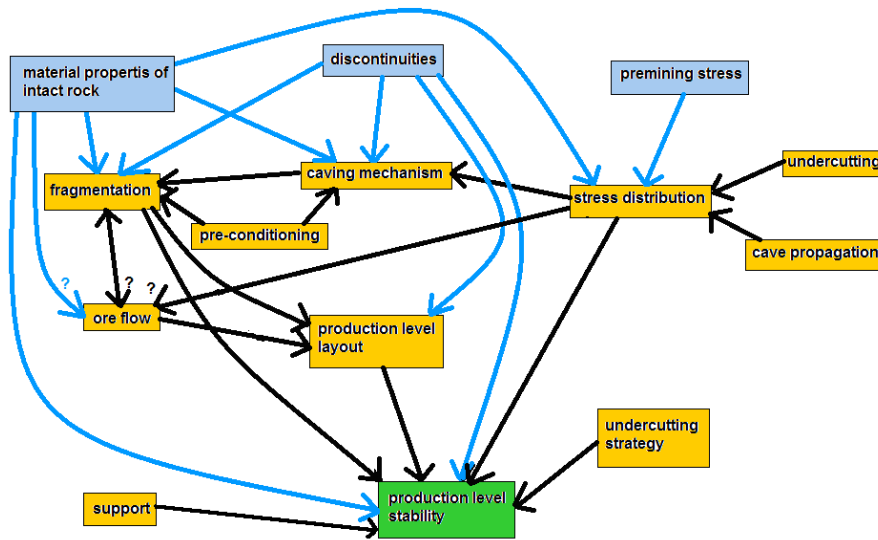 material propertis of
intact rock
discontinuities
premining stress
undercutting
caving mechanism
fragmentation
stress distribution
pre-conditioning
cave propagation
?
?
?
ore flow
production level
layout
undercutting
strategy
production level
stability
support